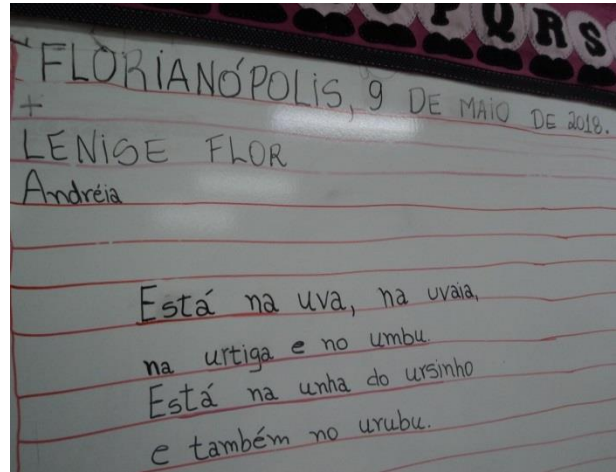 P Q R S
FLORIANÓPOLIS, 9 DE MAIO DE 2018.
+
LENISE FLOR
Andréia
Está na uva, na uvaia,
na urtiga e no umbu.
Está na unha do ursinho
e também no urubu.